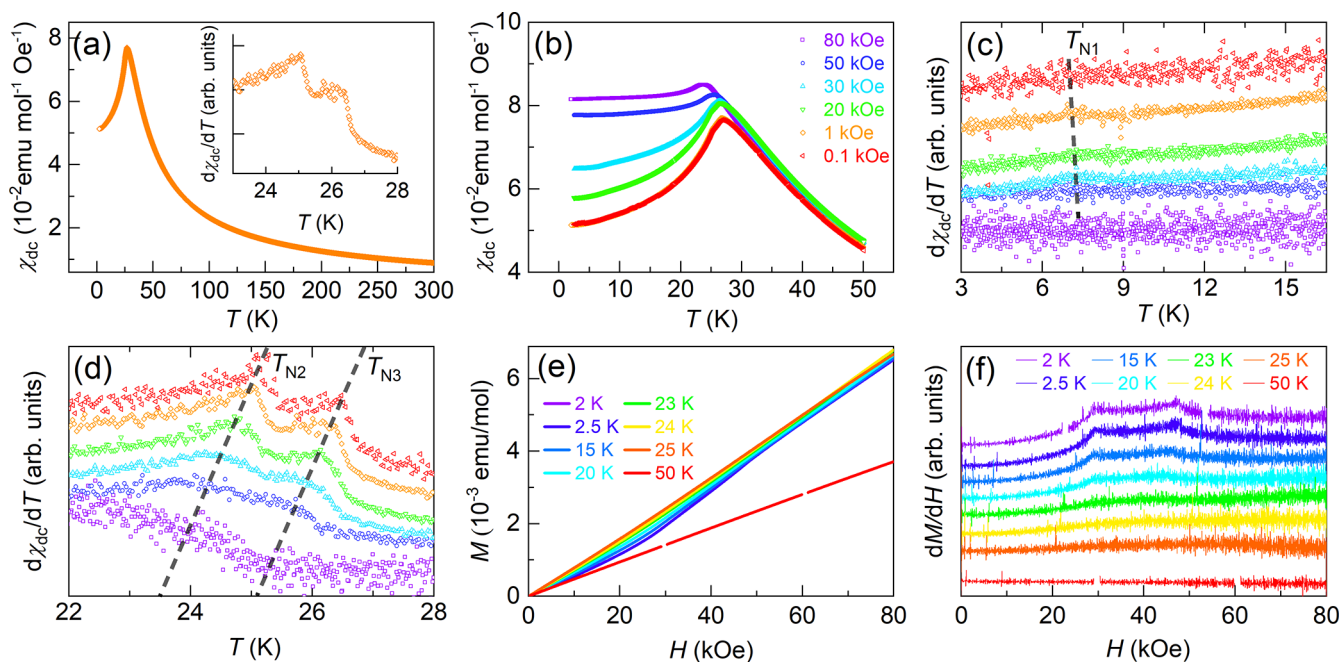 (a)
χdc (10-2emu mol-1 Oe-1)
8
6
4
2
0 50 100 150 200 250 300
T (K)
dχdc/dT (arb. units)
24 26 28
T (K)
(b)
χdc (10-2emu mol-1 Oe-1)
10
8
6
4
0 10 20 30 40 50 60
T (K)
80 kOe
50 kOe
30 kOe
20 kOe
1 kOe
0.1 kOe
(c)
TN1
dχdc/dT (arb. units)
3 6 9 12 15
T (K)
(d)
TN2
TN3
dχdc/dT (arb. units)
22 24 26 28
T (K)
(e)
M (10-3 emu/mol)
6
4
2
0
0 20 40 60 80
H (kOe)
2 K 23 K
2.5 K 24 K
15 K 25 K
20 K 50 K
(f)
2 K 15 K 23 K 25 K
2.5 K 20 K 24 K 50 K
dM/dH (arb. units)
0 20 40 60 80
H (kOe)